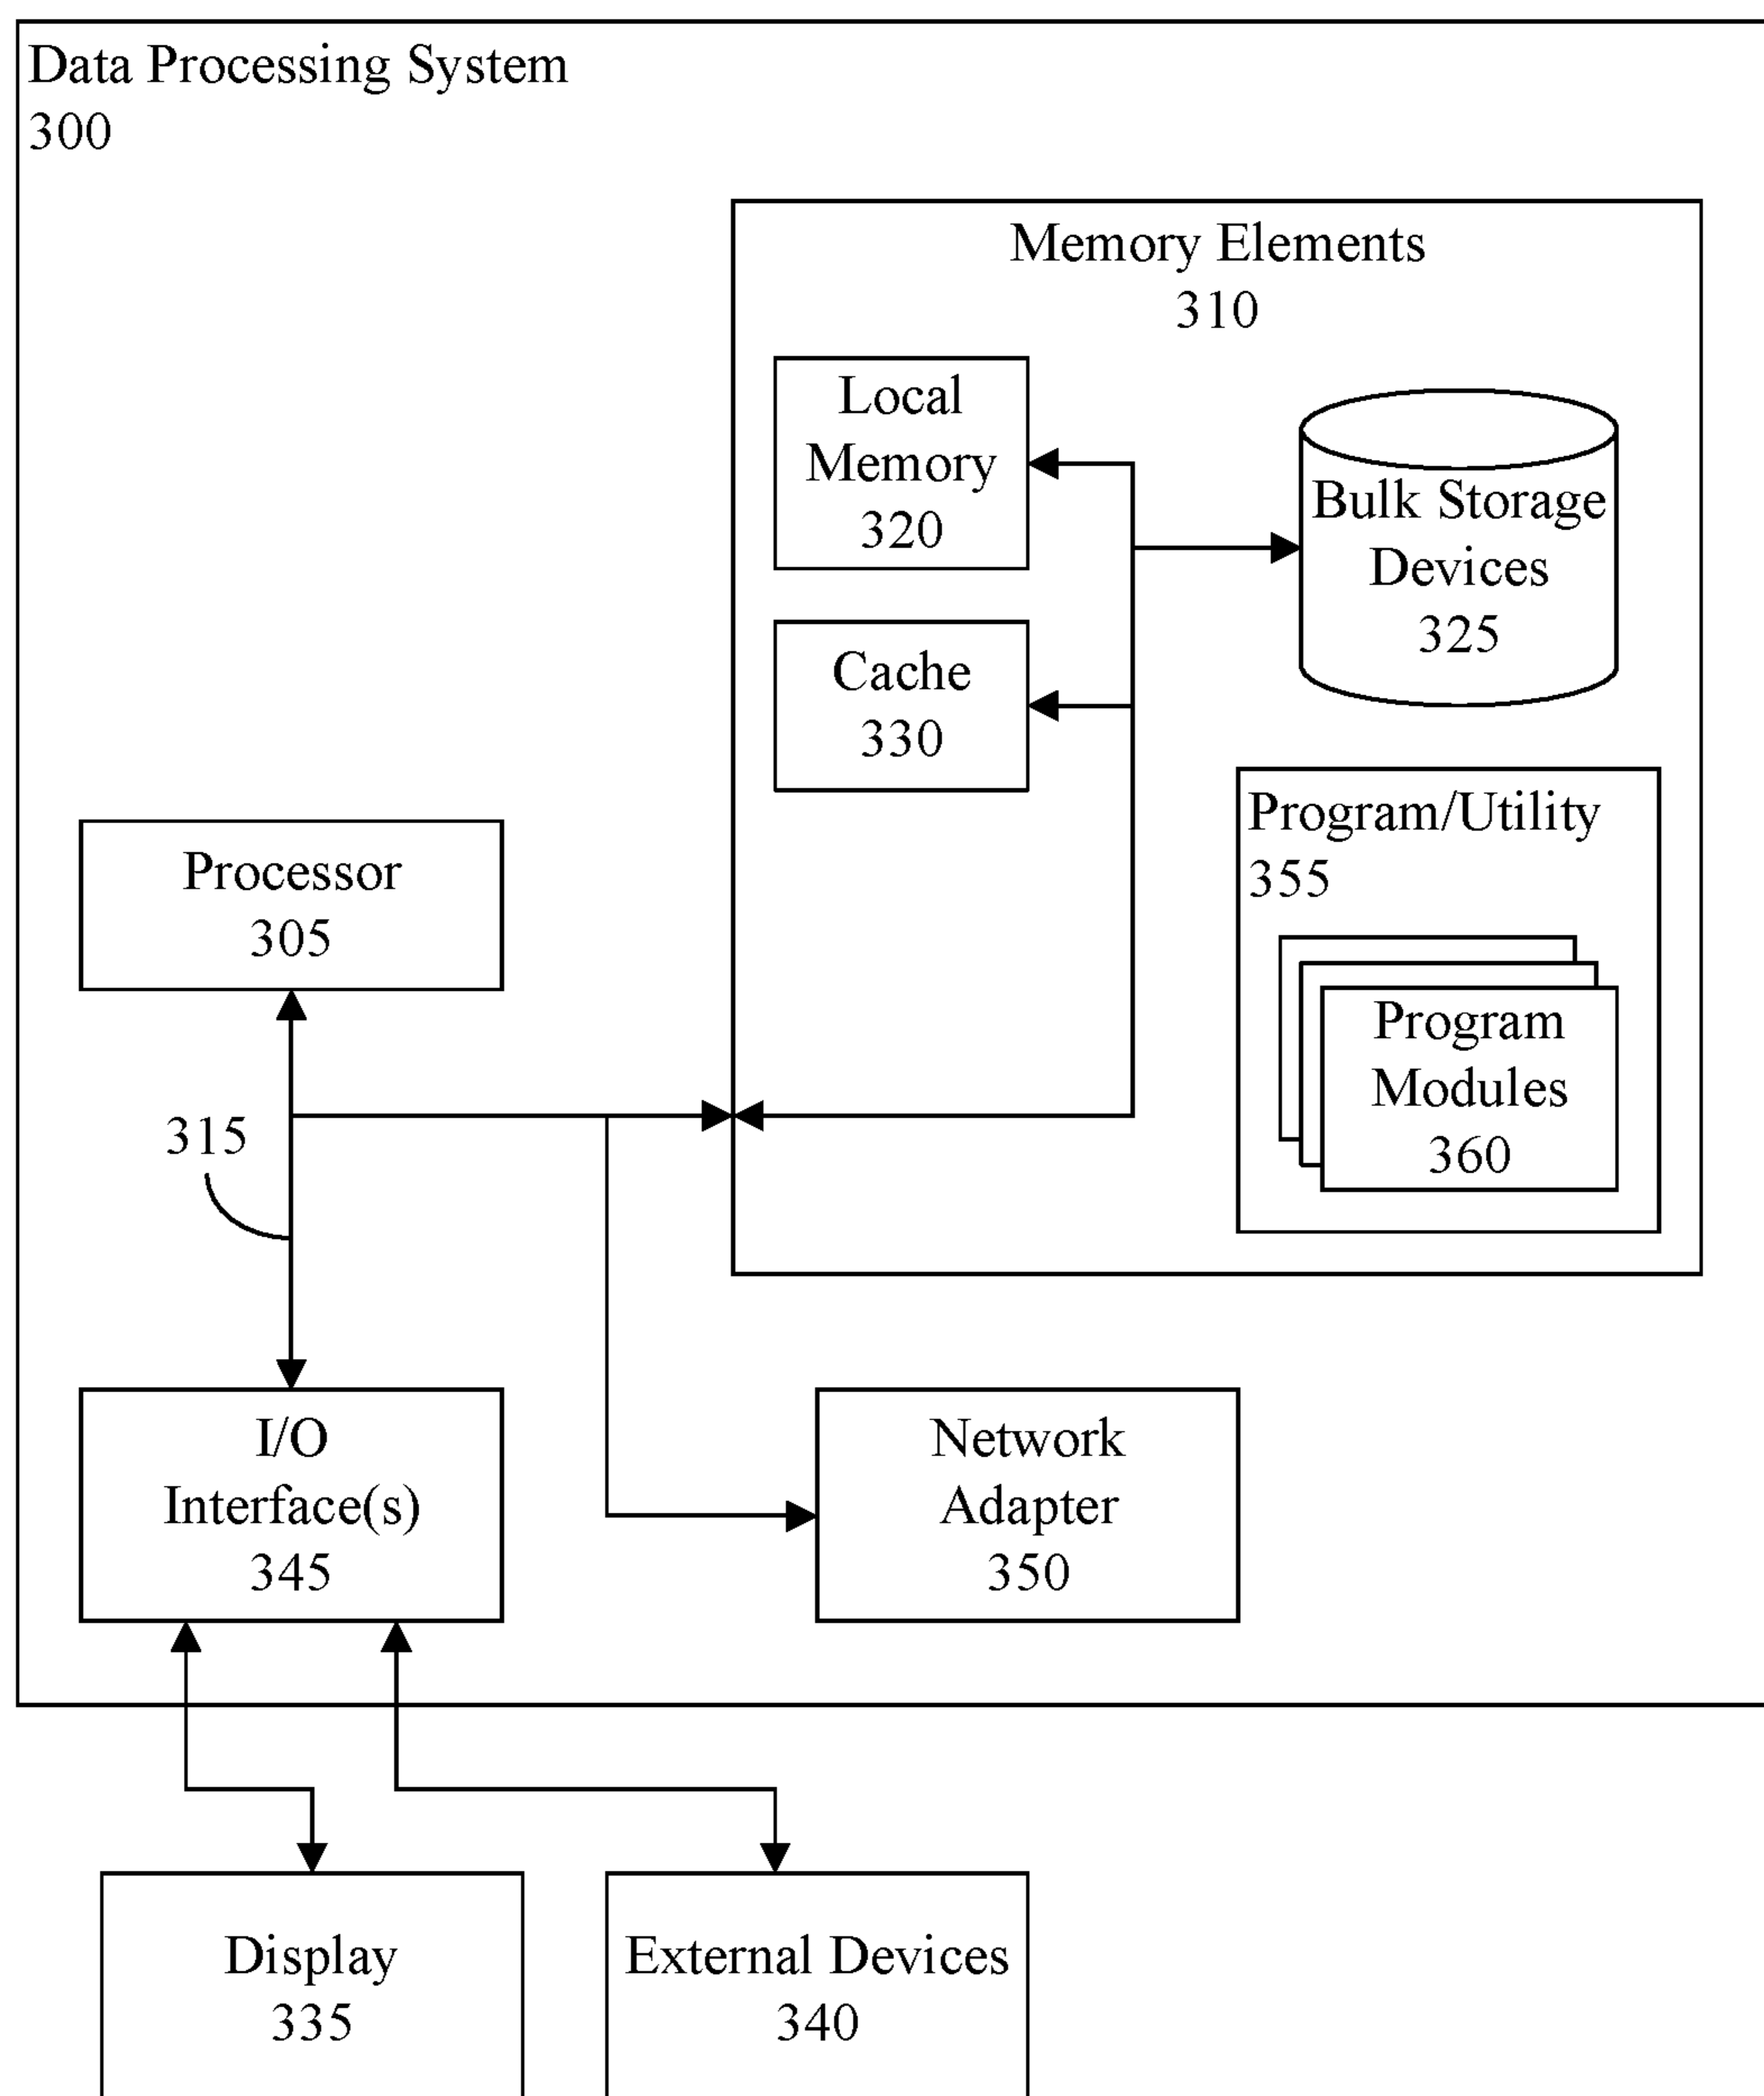 Data Processing System
300
Memory Elements
310
Local
Memory
320
Bulk Storage
Devices
325
Cache
330
Program/Utility
355
Program
Modules
360
Processor
305
315
I/O
Interface(s)
345
Network
Adapter
350
Display
335
External Devices
340